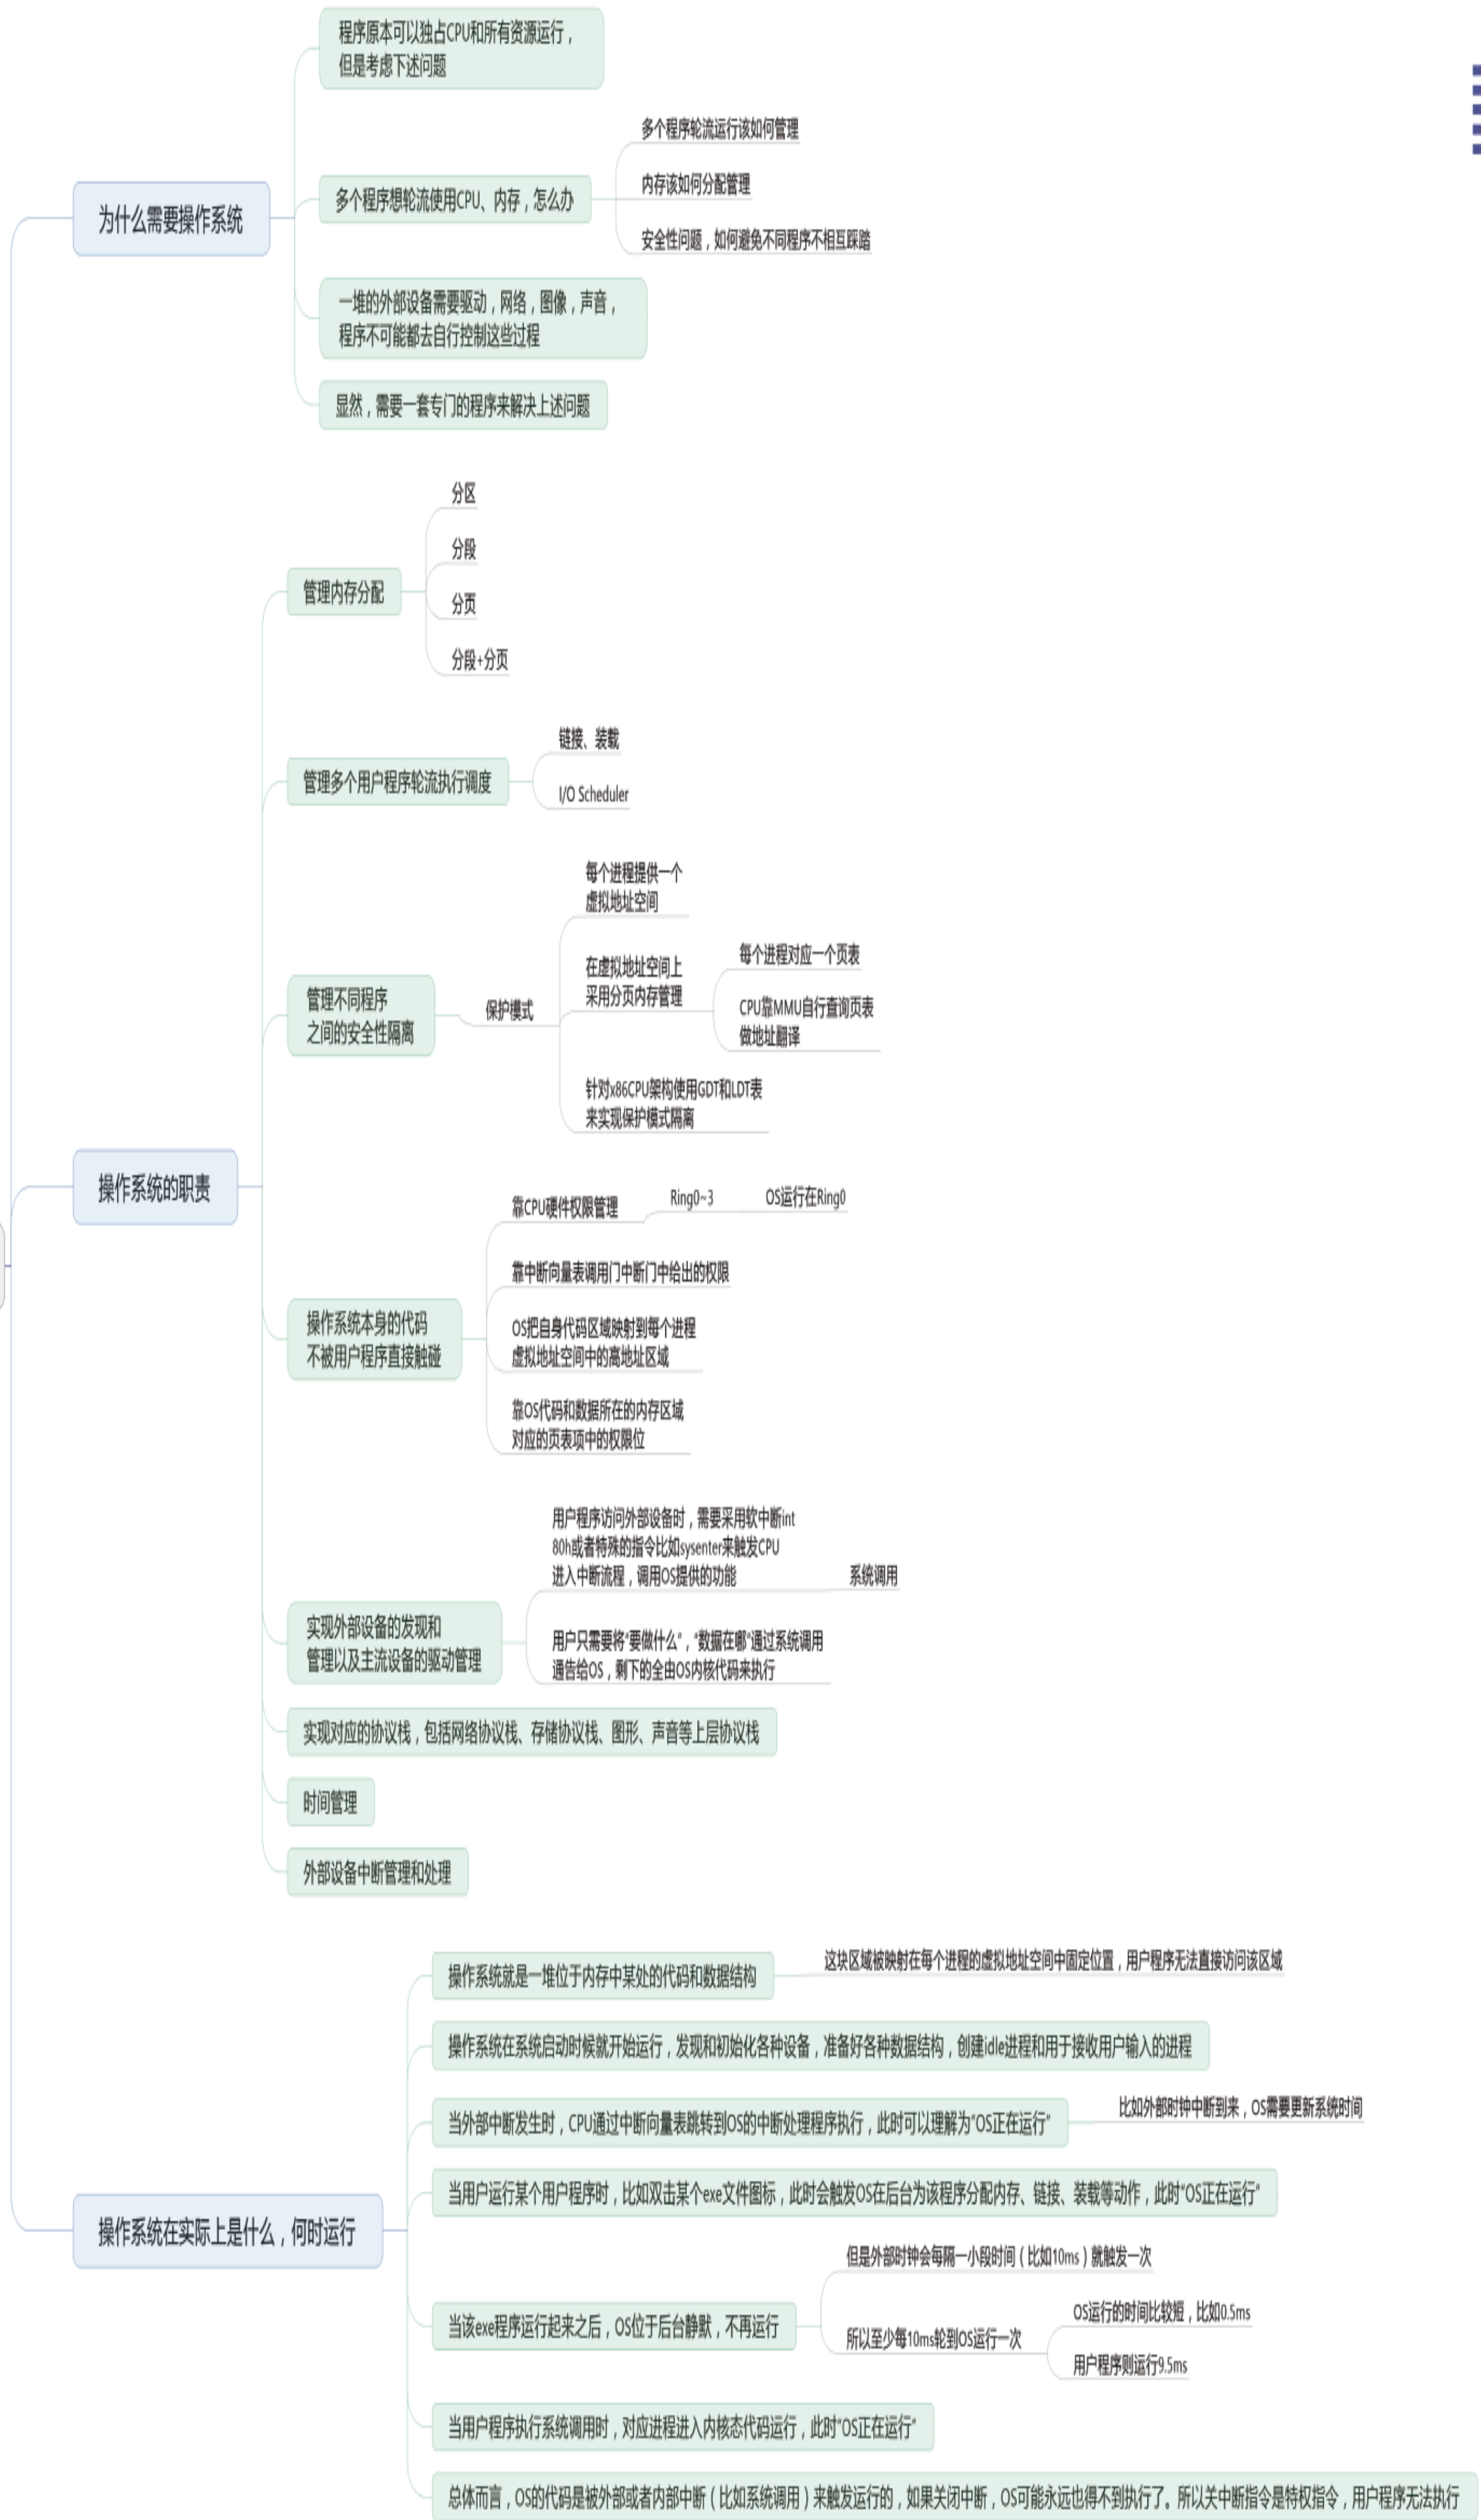 程序原本可以独占CPU和所有资源运行，
但是考虑下述问题
为什么需要操作系统
多个程序想轮流使用CPU、内存，怎么办
多个程序轮流运行该如何管理
内存该如何分配管理
安全性问题，如何避免不同程序不相互踩踏
一堆的外部设备需要驱动，网络，图像，声音，
程序不可能都去自行控制这些过程
显然，需要一套专门的程序来解决上述问题
操作系统的职责
管理内存分配
分区
分段
分页
分段+分页
管理多个用户程序轮流执行调度
链接、装载
I/O Scheduler
管理不同程序
之间的安全性隔离
保护模式
每个进程提供一个
虚拟地址空间
在虚拟地址空间上
采用分页内存管理
每个进程对应一个页表
CPU靠MMU自行查询页表
做地址翻译
针对x86CPU架构使用GDT和LDT表
来实现保护模式隔离
操作系统本身的代码
不被用户程序直接触碰
靠CPU硬件权限管理
Ring0~3
OS运行在Ring0
靠中断向量表调用门中断门中给出的权限
OS把自身代码区域映射到每个进程
虚拟地址空间中的高地址区域
靠OS代码和数据所在的内存区域
对应的页表项中的权限位
实现外部设备的发现和
管理以及主流设备的驱动管理
用户程序访问外部设备时，需要采用软中断int
80h或者特殊的指令比如sysenter来触发CPU
进入中断流程，调用OS提供的功能
系统调用
用户只需要将“要做什么”，“数据在哪”通过系统调用
通告给OS，剩下的全由OS内核代码来执行
实现对应的协议栈，包括网络协议栈、存储协议栈、图形、声音等上层协议栈
时间管理
外部设备中断管理和处理
操作系统在实际上是什么，何时运行
操作系统就是一堆位于内存中某处的代码和数据结构
这块区域被映射在每个进程的虚拟地址空间中固定位置，用户程序无法直接访问该区域
操作系统在系统启动时候就开始运行，发现和初始化各种设备，准备好各种数据结构，创建idle进程和用于接收用户输入的进程
当外部中断发生时，CPU通过中断向量表跳转到OS的中断处理程序执行，此时可以理解为“OS正在运行”
比如外部时钟中断到来，OS需要更新系统时间
当用户运行某个用户程序时，比如双击某个exe文件图标，此时会触发OS在后台为该程序分配内存、链接、装载等动作，此时“OS正在运行”
当该exe程序运行起来之后，OS位于后台静默，不再运行
但是外部时钟会每隔一小段时间（比如10ms）就触发一次
所以至少每10ms轮到OS运行一次
OS运行的时间比较短，比如0.5ms
用户程序则运行9.5ms
当用户程序执行系统调用时，对应进程进入内核态代码运行，此时“OS正在运行”
总体而言，OS的代码是被外部或者内部中断（比如系统调用）来触发运行的，如果关闭中断，OS可能永远也得不到执行了。所以关中断指令是特权指令，用户程序无法执行